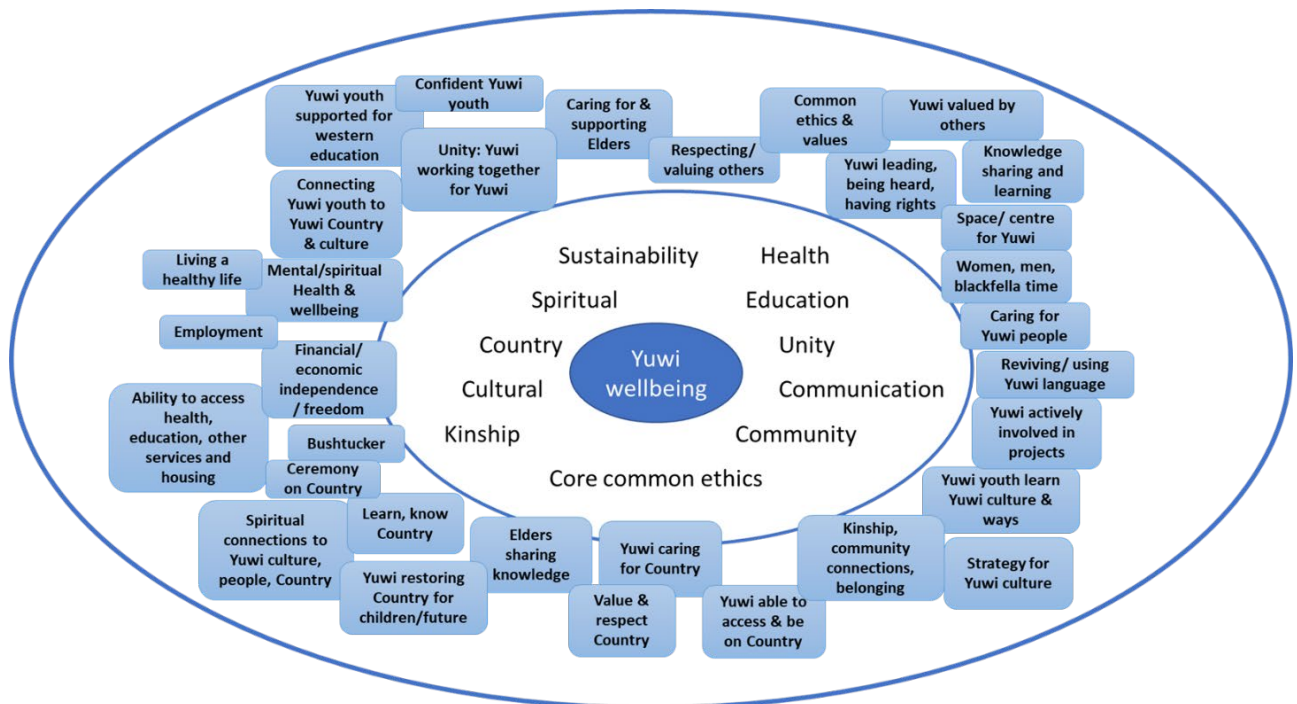 Yuwi youth
supported for
western
education
Confident Yuwi
youth
Unity: Yuwi
working together
for Yuwi
Caring for &
supporting
Elders
Respecting/
valuing others
Common
ethics &
values
Yuwi valued by
others
Yuwi leading,
being heard,
having rights
Knowledge
sharing and
learning
Connecting
Yuwi youth to
Yuwi Country
& culture
Space/ centre
for Yuwi
Living a
healthy life
Mental/spiritual
Health &
wellbeing
Women, men,
blackfella time
Employment
Caring for
Yuwi people
Financial/
economic
independence
/ freedom
Reviving/ using
Yuwi language
Ability to access
health,
education, other
services and
housing
Yuwi actively
involved in
projects
Bushtucker
Ceremony
on Country
Yuwi youth learn
Yuwi culture &
ways
Spiritual
connections to
Yuwi culture,
people, Country
Learn, know
Country
Elders
sharing
knowledge
Yuwi caring
for Country
Kinship,
community
connections,
belonging
Strategy for
Yuwi culture
Yuwi restoring
Country for
children/future
Value &
respect
Country
Yuwi able to
access & be
on Country
Sustainability
Health
Spiritual
Education
Country
Unity
Cultural
Communication
Kinship
Community
Core common ethics
Yuwi
wellbeing